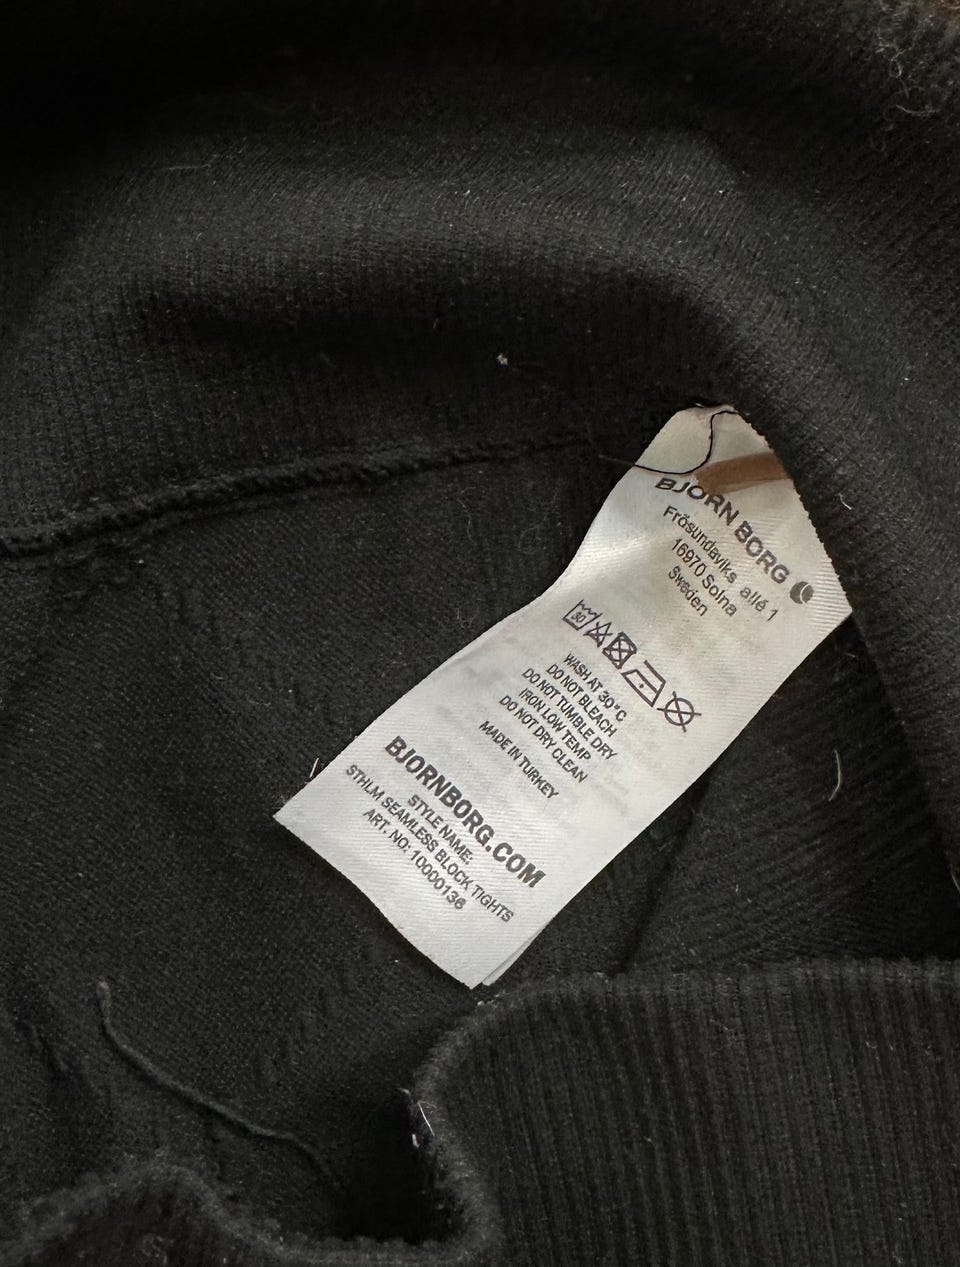 BJORN BORG
Frösundaviks allé 1
16970 Solna
Sweden
30
WASH AT 30°C
DO NOT BLEACH
DO NOT TUMBLE DRY
IRON LOW TEMP
DO NOT DRY CLEAN
MADE IN TURKEY
BJORNBORG.COM
STYLE NAME:
STHLM SEAMLESS BLOCK TIGHTS
ART. NO: 10000136